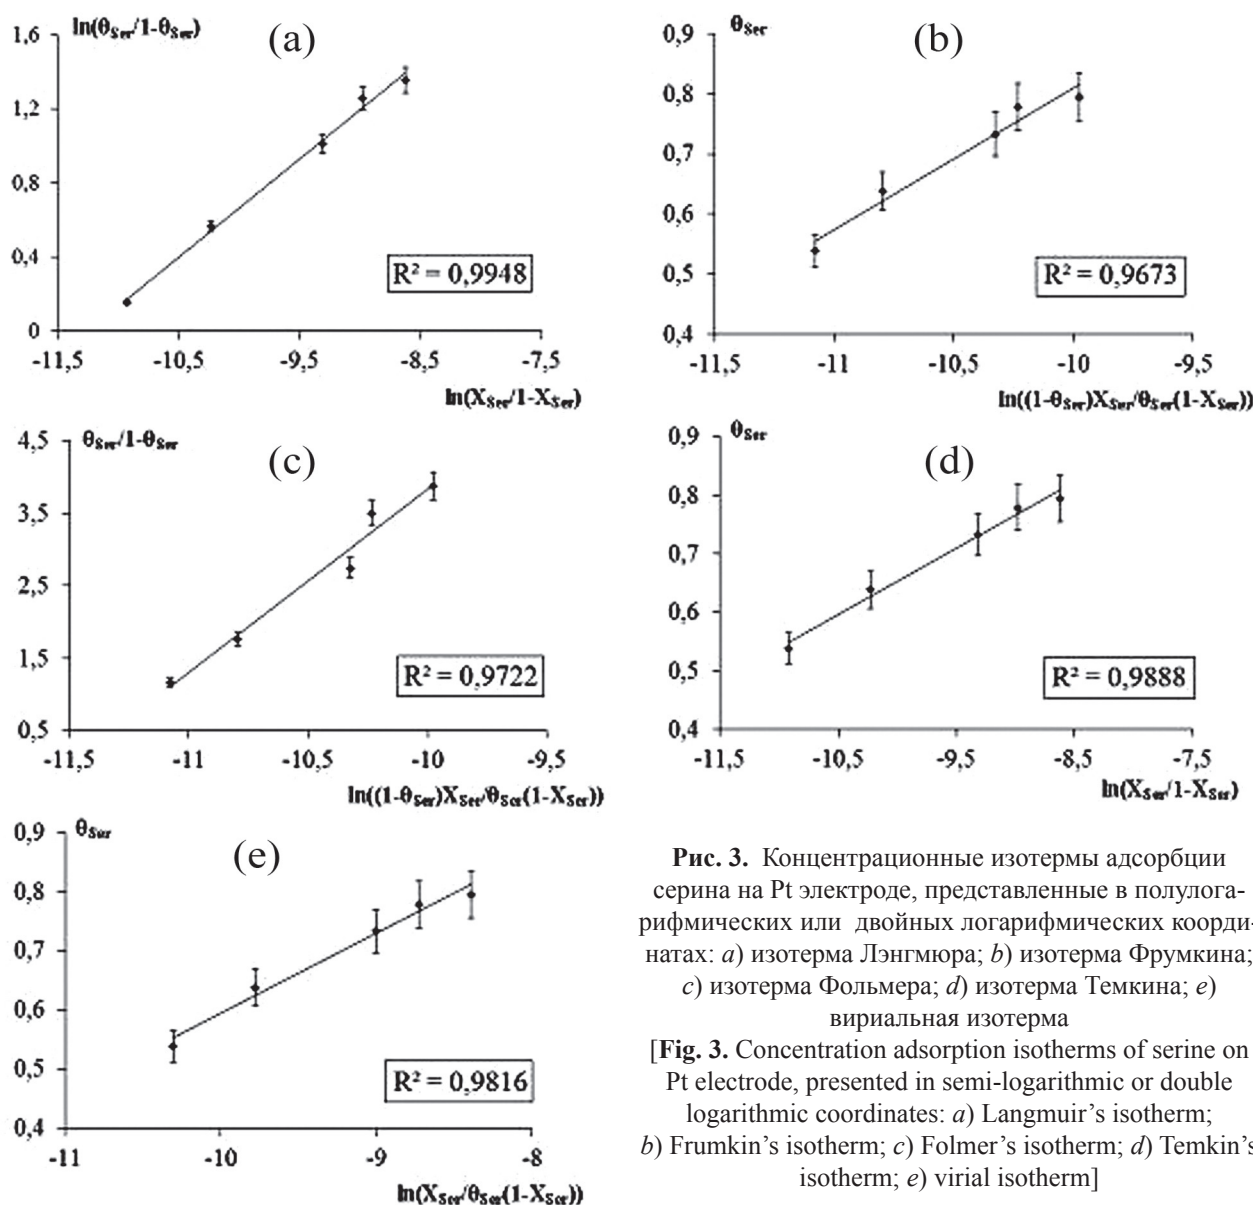 ln(θSer/1-θSer)
(a)
1,6
1,2
0,8
0,4
0
R² = 0,9948
-11,5 -10,5 -9,5 -8,5 -7,5
ln(XSer/1-XSer)
θSer
(b)
0,9
0,8
0,7
0,6
0,5
0,4
R² = 0,9673
-11,5 -11 -10,5 -10 -9,5
ln((1-θSer)XSer/θSer(1-XSer))
θSer/1-θSer
(c)
4,5
3,5
2,5
1,5
0,5
R² = 0,9722
-11,5 -11 -10,5 -10 -9,5
ln((1-θSer)XSer/θSer(1-XSer))
θSer
(d)
0,9
0,8
0,7
0,6
0,5
0,4
R² = 0,9888
-11,5 -10,5 -9,5 -8,5 -7,5
ln(XSer/1-XSer)
θSer
(e)
0,9
0,8
0,7
0,6
0,5
0,4
R² = 0,9816
-11 -10 -9 -8
ln(XSer/θSer(1-XSer))
Рис. 3. Концентрационные изотермы адсорбции
серина на Pt электроде, представленные в полулога-
рифмических или двойных логарифмических коорди-
натах: a) изотерма Лэнгмюра; b) изотерма Фрумкина;
c) изотерма Фольмера; d) изотерма Темкина; e)
вириальная изотерма
[Fig. 3. Concentration adsorption isotherms of serine on
Pt electrode, presented in semi-logarithmic or double
logarithmic coordinates: a) Langmuir's isotherm;
b) Frumkin's isotherm; c) Folmer's isotherm; d) Temkin's
isotherm; e) virial isotherm]